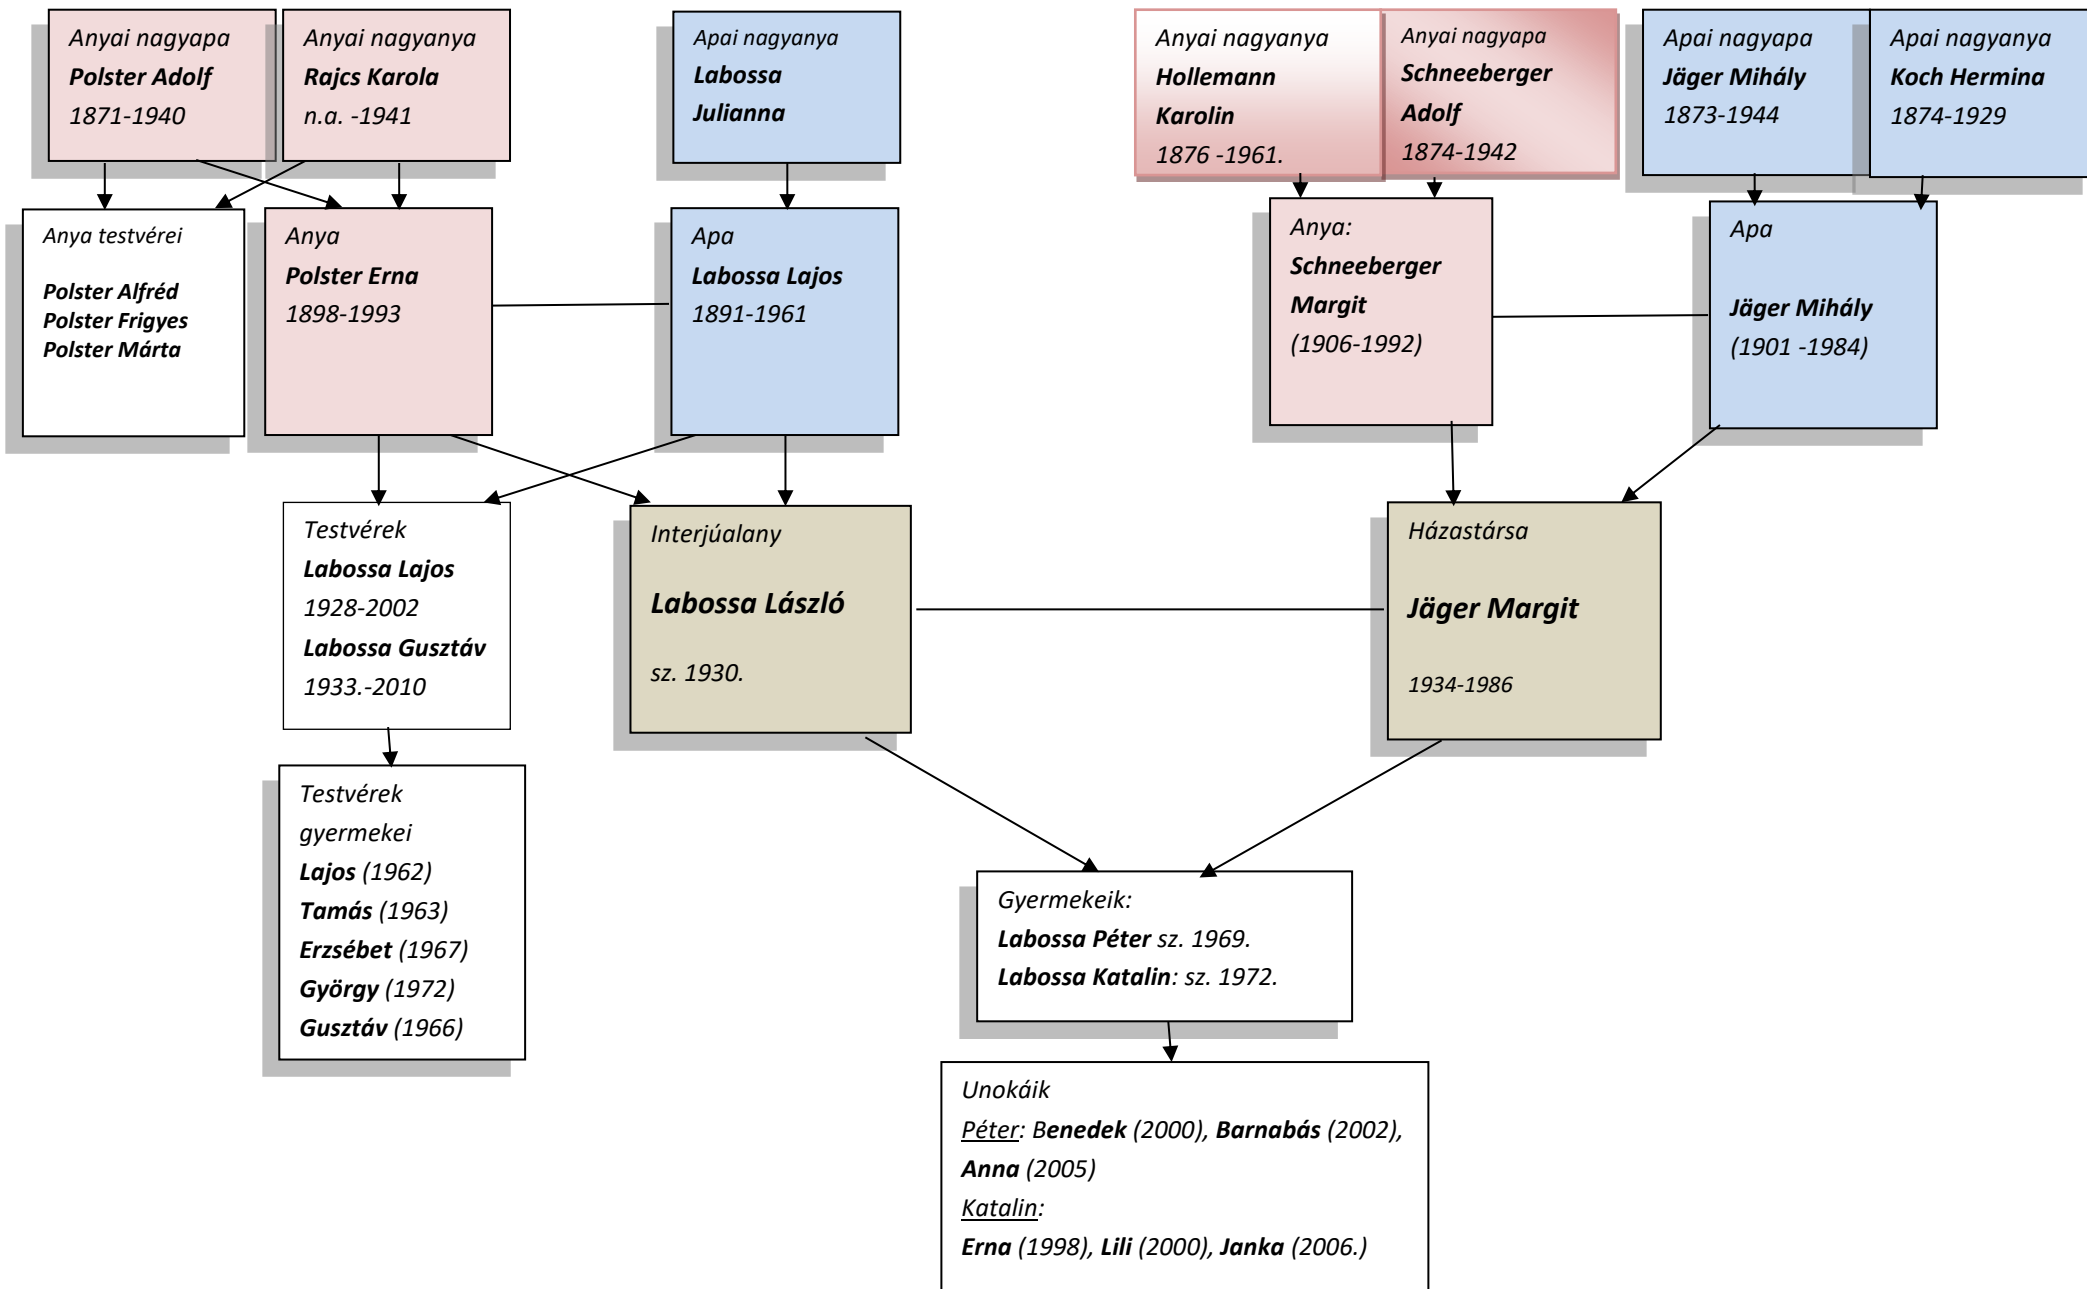 Anyai nagyapa
Polster Adolf
1871-1940
Anyai nagyanya
Rajcs Karola
n.a. -1941
Apai nagyanya
Labossa
Julianna
Anyai nagyanya
Hollemann
Karolin
1876 -1961.
Anyai nagyapa
Schneeberger
Adolf
1874-1942
Apai nagyapa
Jäger Mihály
1873-1944
Apai nagyanya
Koch Hermina
1874-1929
Anya testvérei
Polster Alfréd
Polster Frigyes
Polster Márta
Anya
Polster Erna
1898-1993
Apa
Labossa Lajos
1891-1961
Anya:
Schneeberger
Margit
(1906-1992)
Apa
Jäger Mihály
(1901 -1984)
Testvérek
Labossa Lajos
1928-2002
Labossa Gusztáv
1933.-2010
Interjúalany
Labossa László
sz. 1930.
Házastársa
Jäger Margit
1934-1986
Testvérek
gyermekei
Lajos (1962)
Tamás (1963)
Erzsébet (1967)
György (1972)
Gusztáv (1966)
Gyermekeik:
Labossa Péter sz. 1969.
Labossa Katalin: sz. 1972.
Unokáik
Péter: Benedek (2000), Barnabás (2002),
Anna (2005)
Katalin:
Erna (1998), Lili (2000), Janka (2006.)